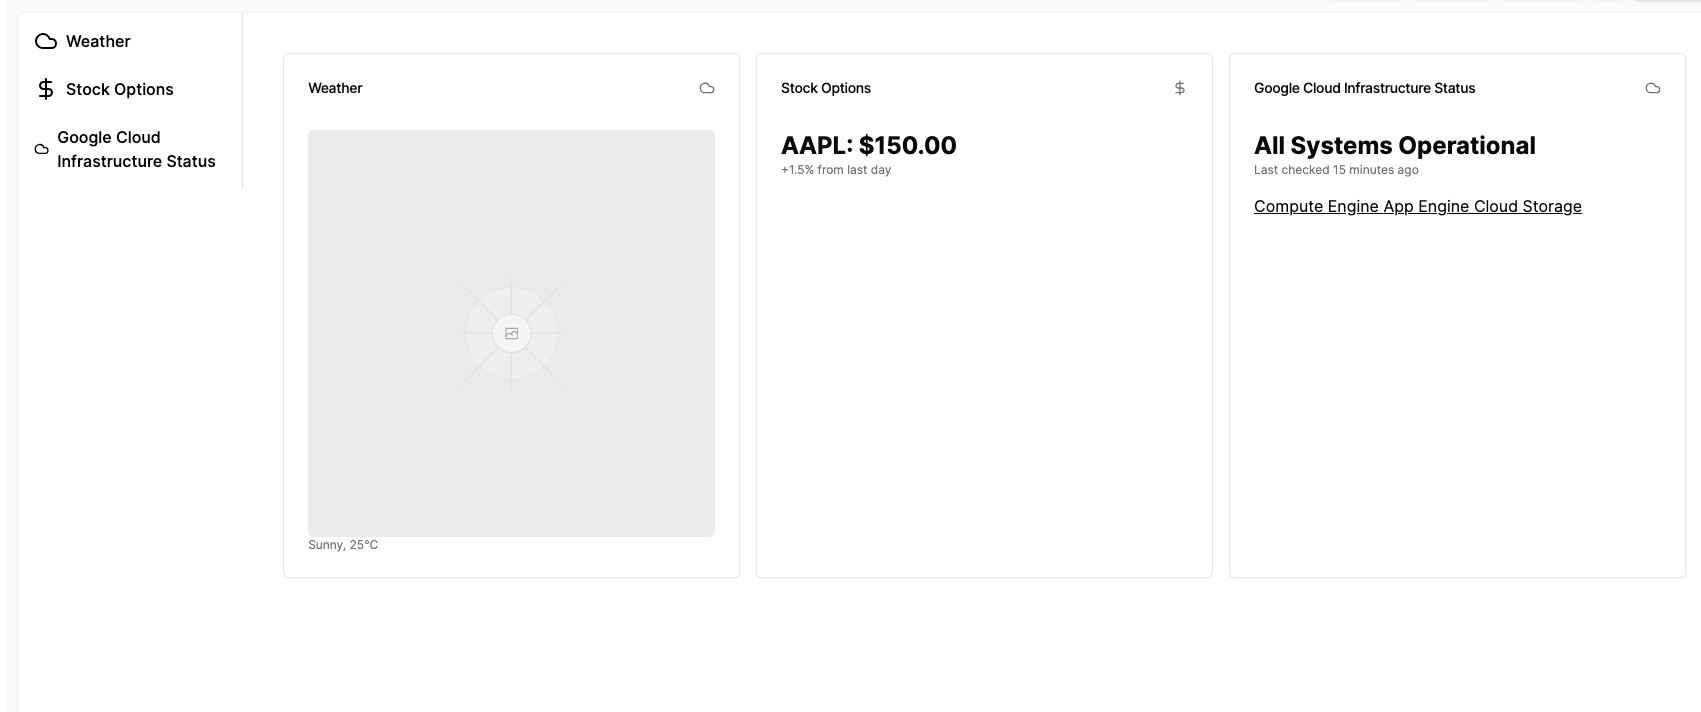 Weather
Stock Options
Google Cloud
Infrastructure Status
Weather
Sunny, 25°C
Stock Options
AAPL: $150.00
+1.5% from last day
Google Cloud Infrastructure Status
All Systems Operational
Last checked 15 minutes ago
Compute Engine App Engine Cloud Storage